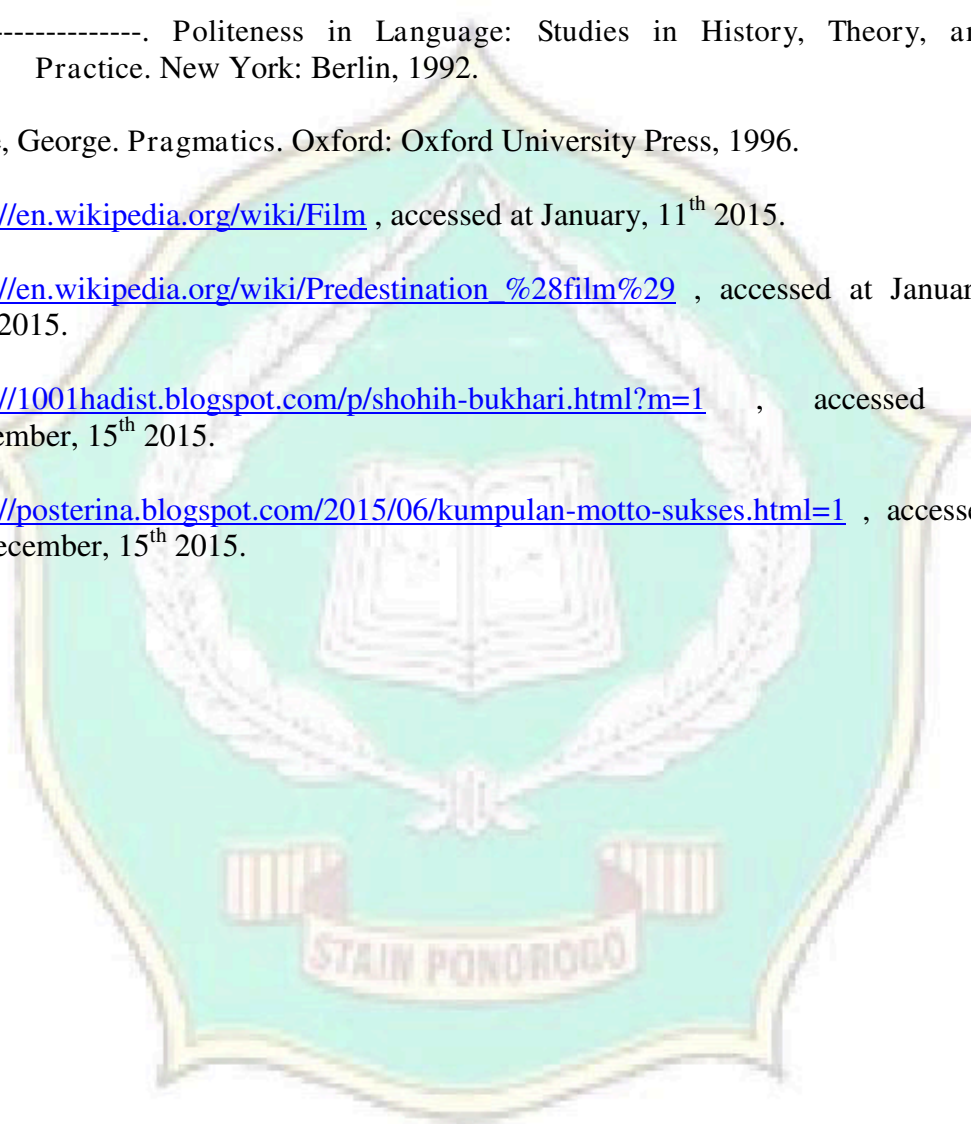 --------------. Politeness in Language: Studies in History, Theory, an
Practice. New York: Berlin, 1992.
, George. Pragmatics. Oxford: Oxford University Press, 1996.
//en.wikipedia.org/wiki/Film , accessed at January, 11th 2015.
//en.wikipedia.org/wiki/Predestination_%28film%29 , accessed at Januar
2015.
//1001hadist.blogspot.com/p/shohih-bukhari.html?m=1 , accessed
ember, 15th 2015.
//posterina.blogspot.com/2015/06/kumpulan-motto-sukses.html=1 , accesse
ecember, 15th 2015.
STAIN PONOROGO